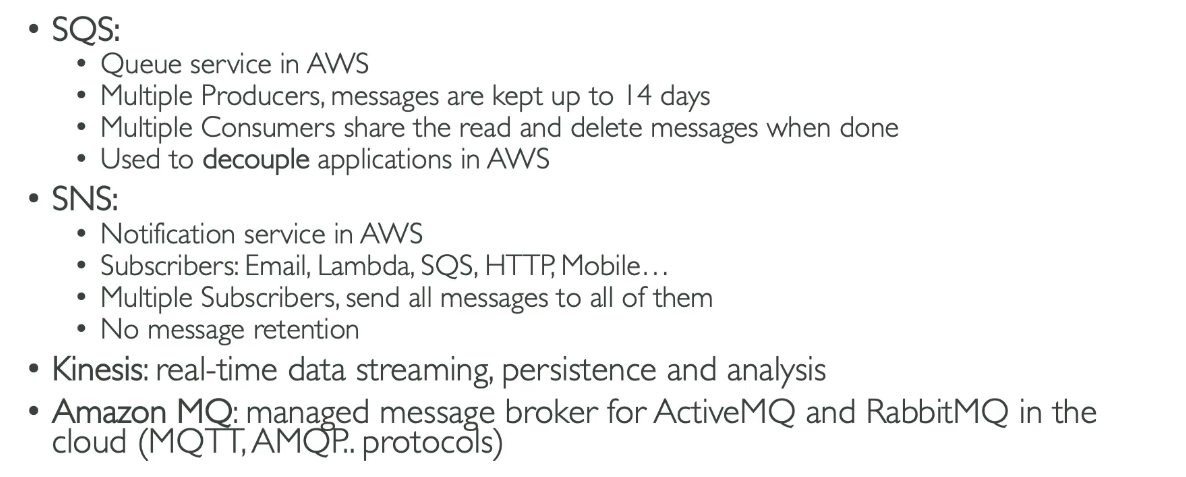 • SQS:
• Queue service in AWS
• Multiple Producers, messages are kept up to 14 days
• Multiple Consumers share the read and delete messages when done
• Used to decouple applications in AWS
• SNS:
• Notification service in AWS
• Subscribers: Email, Lambda, SQS, HTTP, Mobile…
• Multiple Subscribers, send all messages to all of them
• No message retention
• Kinesis: real-time data streaming, persistence and analysis
• Amazon MQ: managed message broker for ActiveMQ and RabbitMQ in the
cloud (MQTT, AMQP.. protocols)